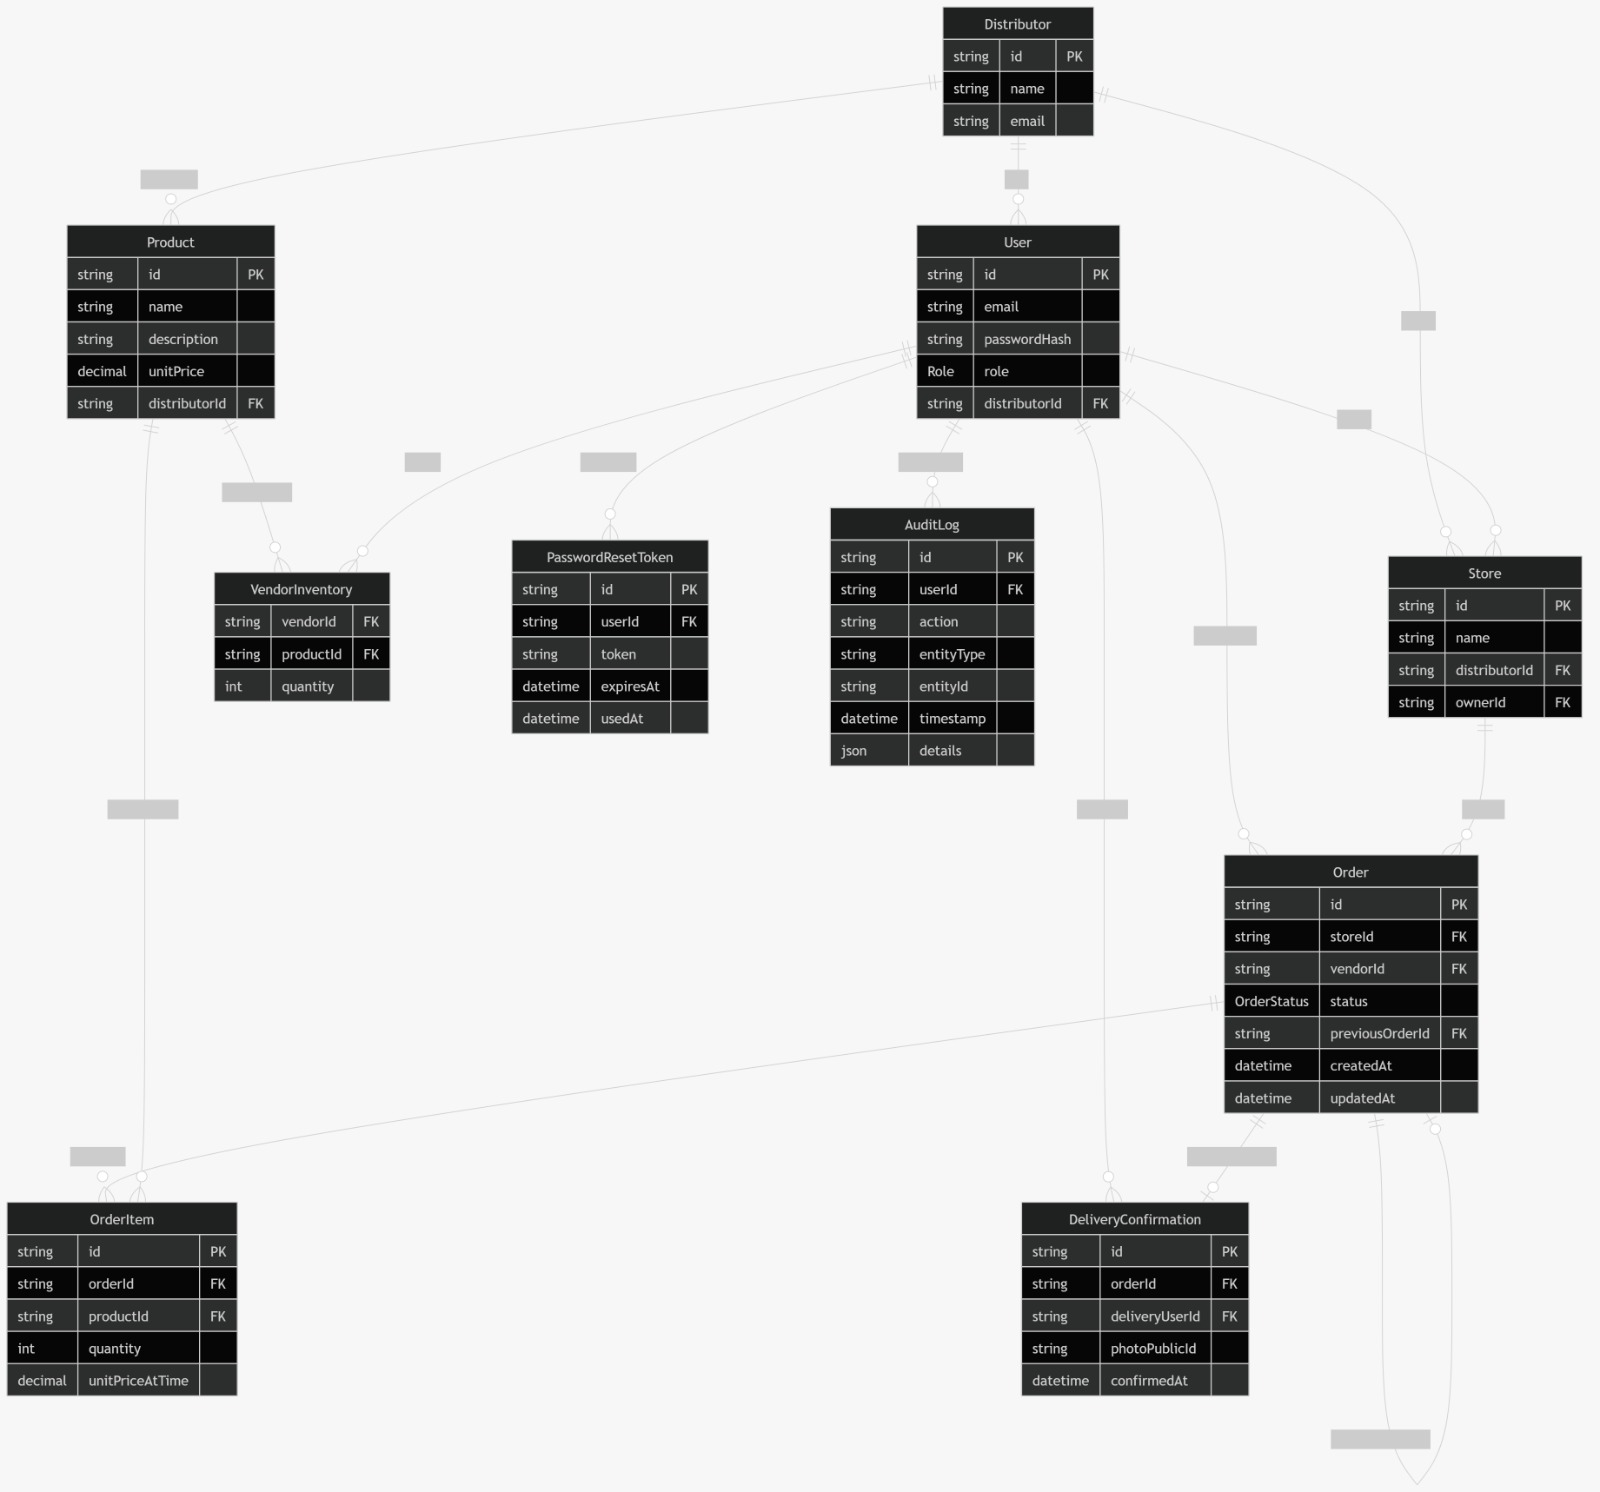 Distributor
string id PK
string name
string email
Product
string id PK
string name
string description
decimal unitPrice
string distributorId FK
User
string id PK
string email
string passwordHash
Role role
string distributorId FK
VendorInventory
string vendorId FK
string productId FK
int quantity
PasswordResetToken
string id PK
string userId FK
string token
datetime expiresAt
datetime usedAt
AuditLog
string id PK
string userId FK
string action
string entityType
string entityId
datetime timestamp
json details
Store
string id PK
string name
string distributorId FK
string ownerId FK
Order
string id PK
string storeId FK
string vendorId FK
OrderStatus status
string previousOrderId FK
datetime createdAt
datetime updatedAt
OrderItem
string id PK
string orderId FK
string productId FK
int quantity
decimal unitPriceAtTime
DeliveryConfirmation
string id PK
string orderId FK
string deliveryUserId FK
string photoPublicId
datetime confirmedAt